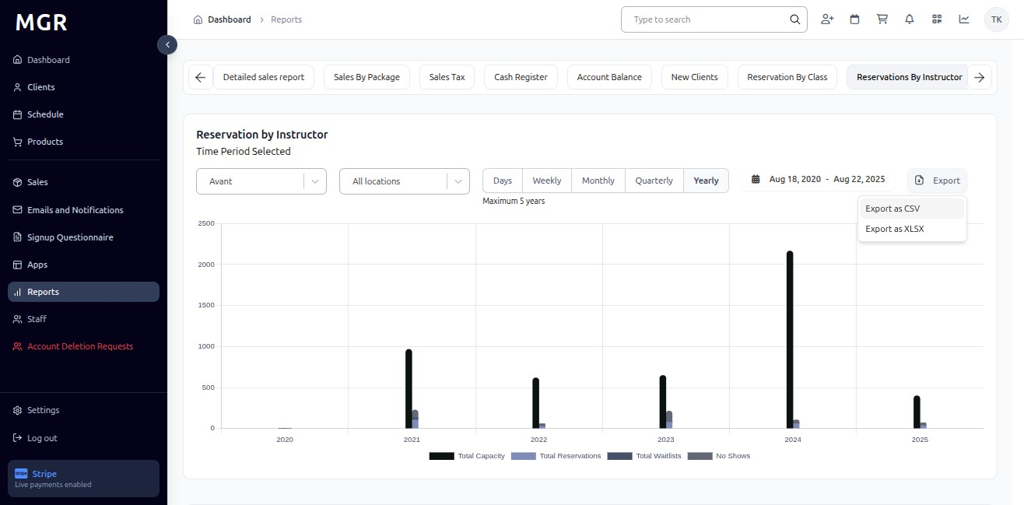 MGR
Dashboard
Clients
Schedule
Products
Sales
Emails and Notifications
Signup Questionnaire
Apps
Reports
Staff
Account Deletion Requests
Settings
Log out
stripe Stripe
Live payments enabled
Dashboard > Reports
Type to search
TK
Detailed sales report
Sales By Package
Sales Tax
Cash Register
Account Balance
New Clients
Reservation By Class
Reservations By Instructor
Reservation by Instructor
Time Period Selected
Avant
All locations
Days Weekly Monthly Quarterly Yearly
Maximum 5 years
Aug 18, 2020 - Aug 22, 2025
Export
Export as CSV
Export as XLSX
2500
2000
1500
1000
500
0
2020 2021 2022 2023 2024 2025
Total Capacity Total Reservations Total Waitlists No Shows